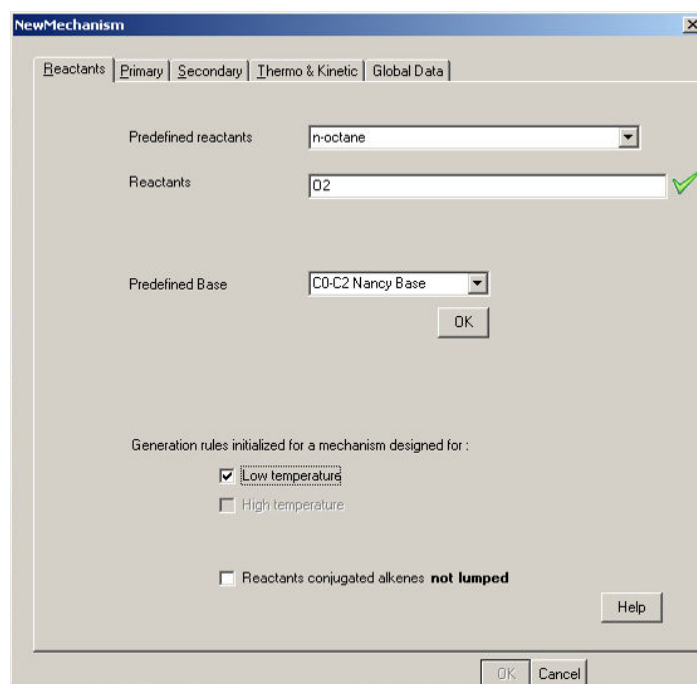 NewMechanism
Reactants Primary Secondary Thermo & Kinetic Global Data
Predefined reactants n-octane
Reactants O2
Predefined Base C0-C2 Nancy Base
OK
Generation rules initialized for a mechanism designed for :
Low temperature
High temperature
Reactants conjugated alkenes not lumped
Help
OK Cancel